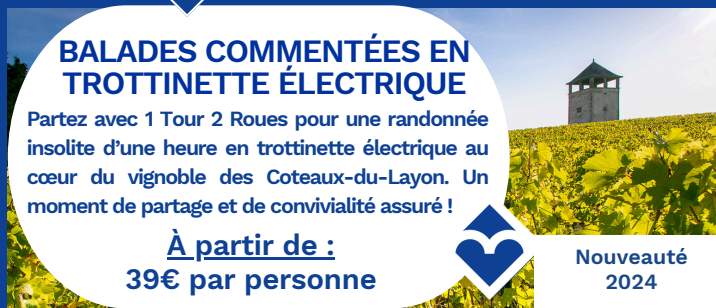 BALADES COMMENTÉES EN
TROTTINETTE ÉLECTRIQUE
Partez avec 1 Tour 2 Roues pour une randonnée
insolite d’une heure en trottinette électrique au
cœur du vignoble des Coteaux-du-Layon. Un
moment de partage et de convivialité assuré !
À partir de :
39€ par personne
Nouveauté
2024